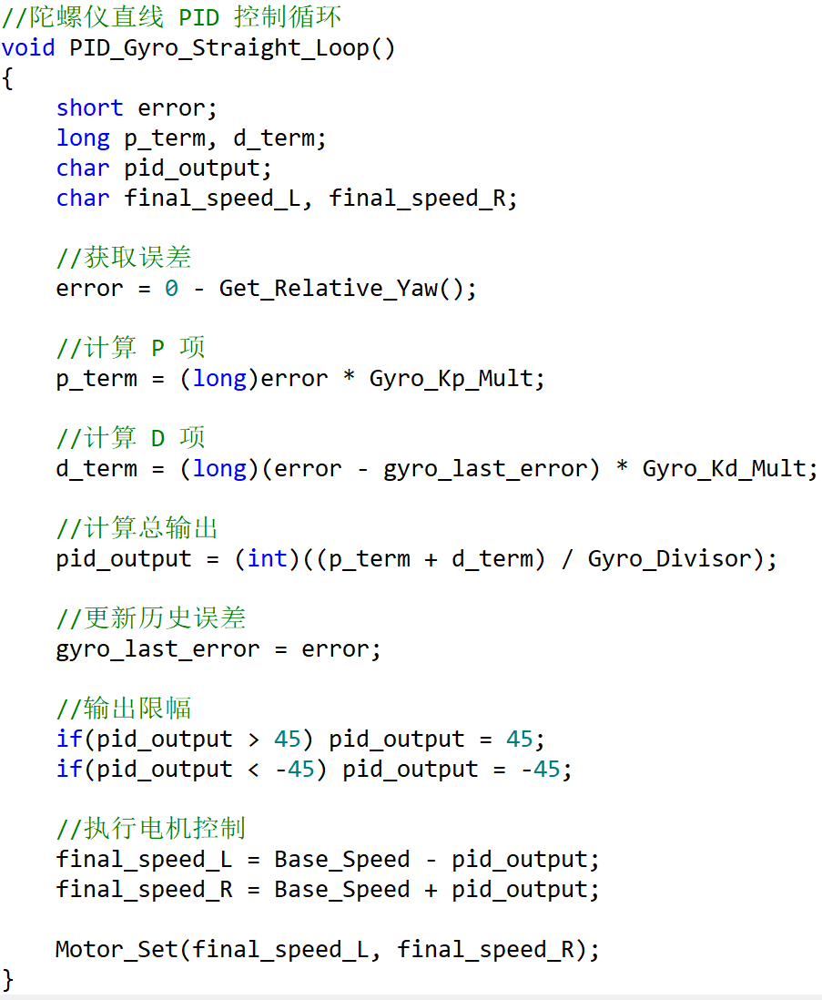 //陀螺仪直线 PID 控制循环
void PID_Gyro_Straight_Loop()
{
    short error;
    long p_term, d_term;
    char pid_output;
    char final_speed_L, final_speed_R;

    //获取误差
    error = 0 - Get_Relative_Yaw();

    //计算 P 项
    p_term = (long)error * Gyro_Kp_Mult;

    //计算 D 项
    d_term = (long)(error - gyro_last_error) * Gyro_Kd_Mult;

    //计算总输出
    pid_output = (int)((p_term + d_term) / Gyro_Divisor);

    //更新历史误差
    gyro_last_error = error;

    //输出限幅
    if(pid_output > 45) pid_output = 45;
    if(pid_output < -45) pid_output = -45;

    //执行电机控制
    final_speed_L = Base_Speed - pid_output;
    final_speed_R = Base_Speed + pid_output;

    Motor_Set(final_speed_L, final_speed_R);
}